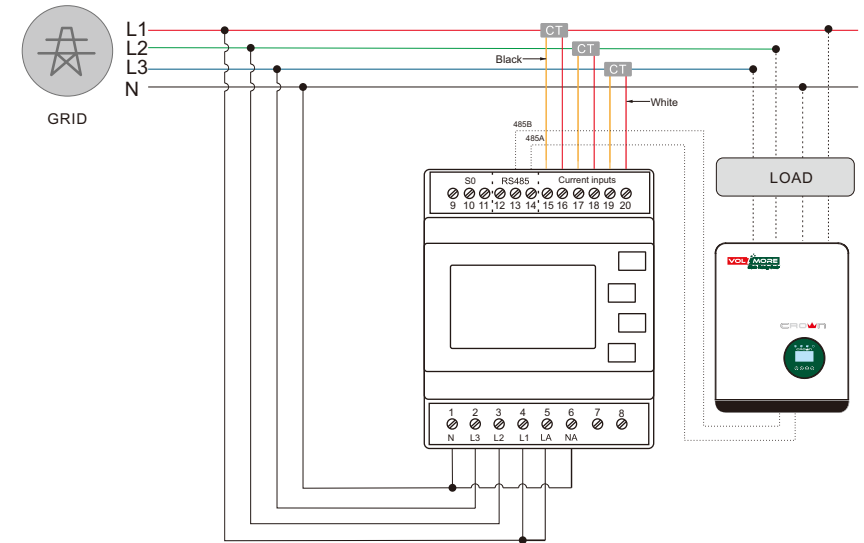 L1
L2
L3
N
GRID
CT
CT
CT
Black
White
485B
485A
S0 RS485 Current inputs
9 10 11 12 13 14 15 16 17 18 19 20
LOAD
VOLTMORE
CROWN
1 2 3 4 5 6 7 8
N L3 L2 L1 LA NA